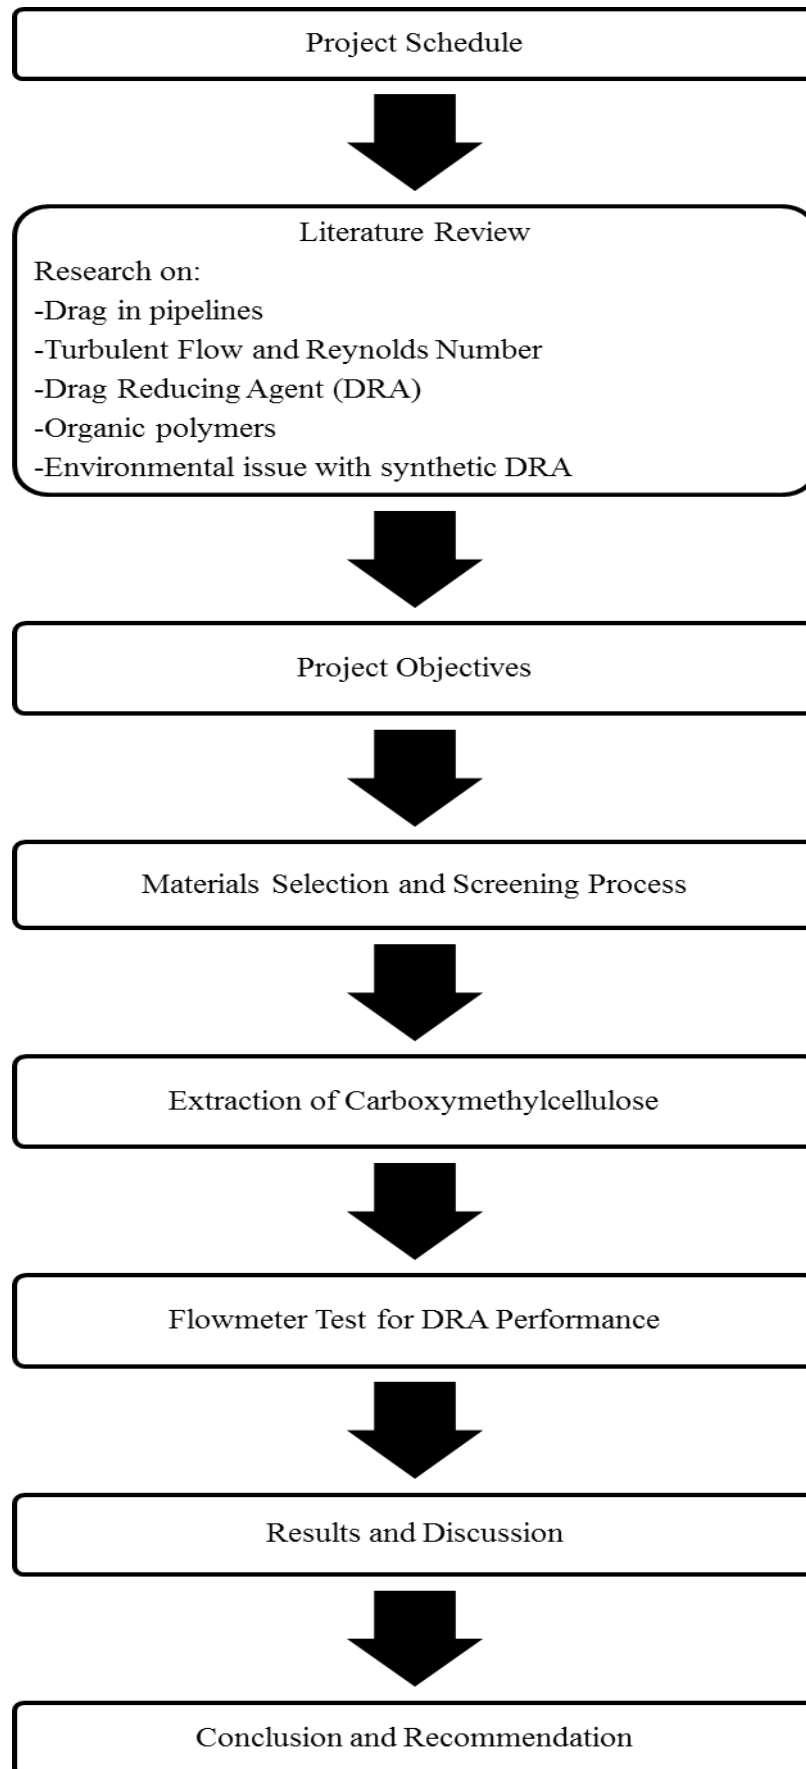 Project Schedule
Literature Review
Research on:
-Drag in pipelines
-Turbulent Flow and Reynolds Number
-Drag Reducing Agent (DRA)
-Organic polymers
-Environmental issue with synthetic DRA
Project Objectives
Materials Selection and Screening Process
Extraction of Carboxymethylcellulose
Flowmeter Test for DRA Performance
Results and Discussion
Conclusion and Recommendation